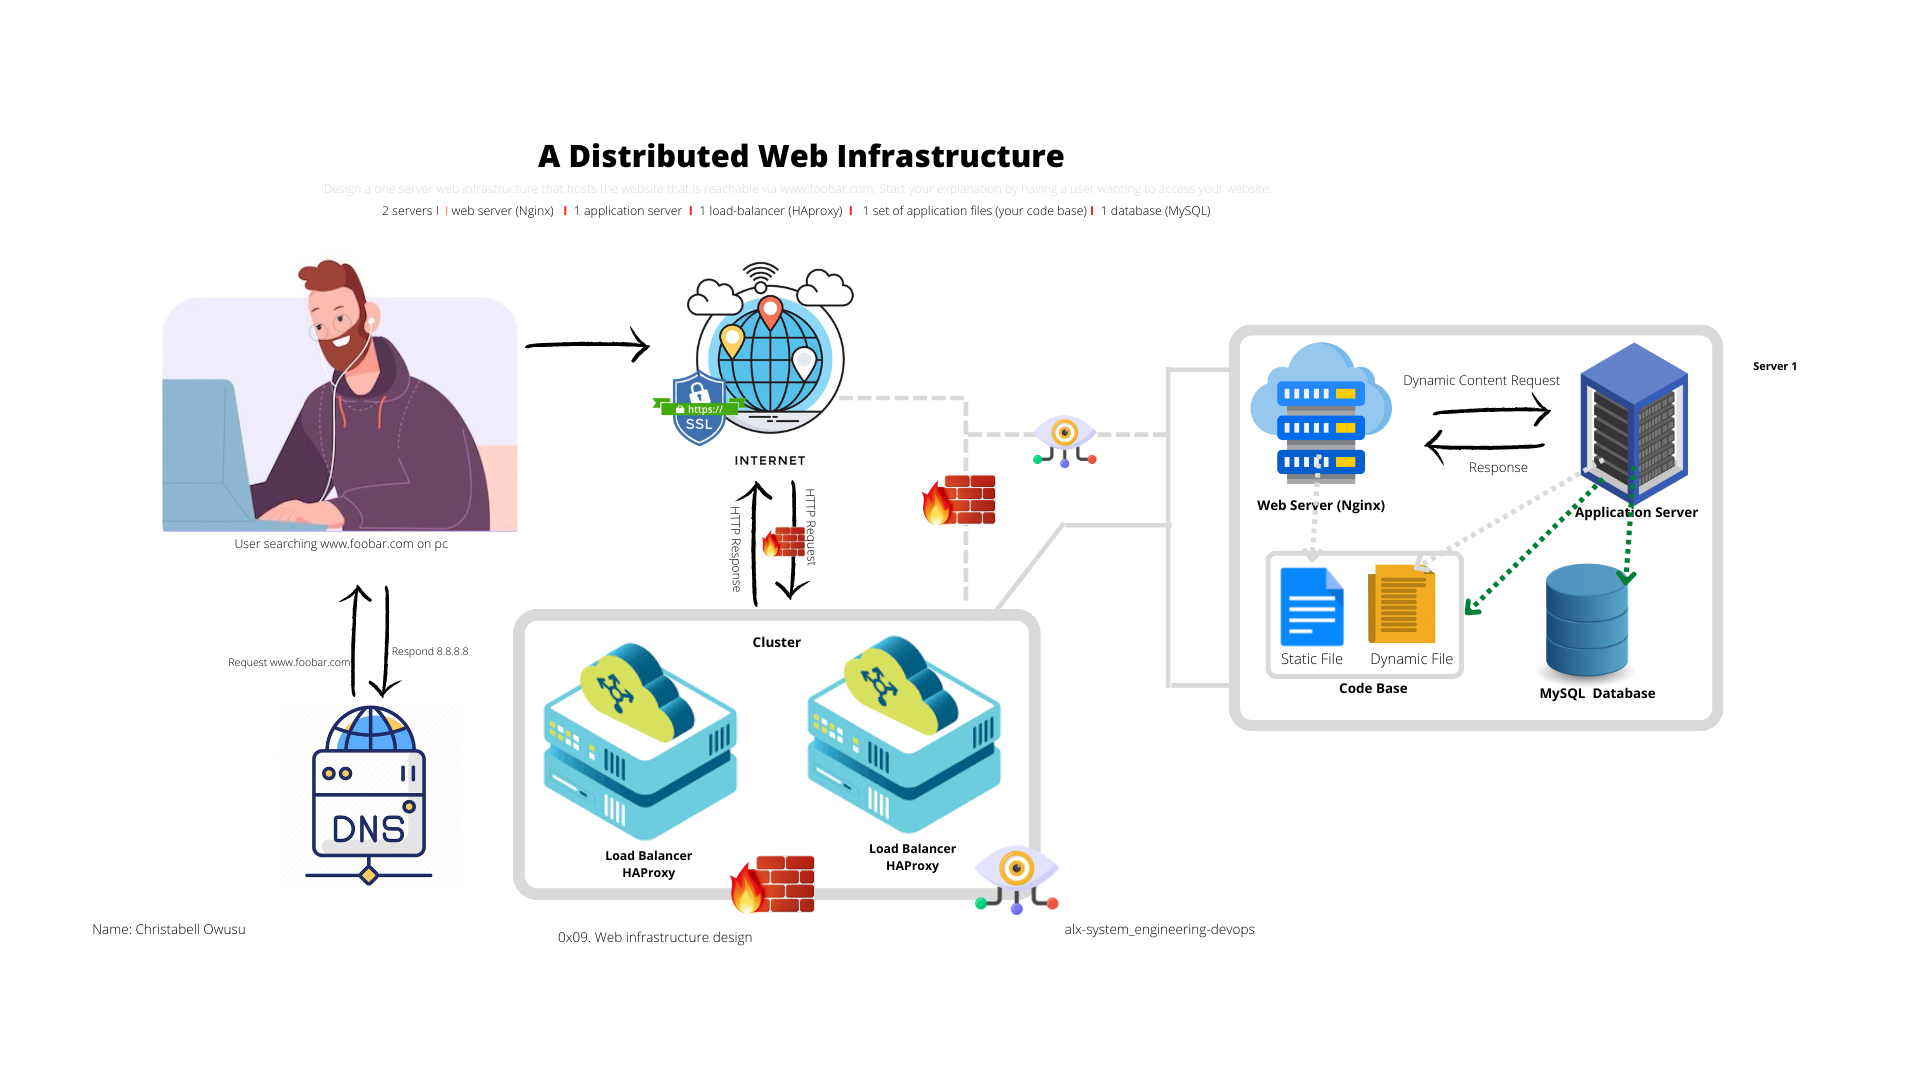 A Distributed Web Infrastructure
Design a one server web infrastructure that hosts the website that is reachable via www.foobar.com. Start your explanation by having a user wanting to access your website.
2 servers I I web server (Nginx) I 1 application server I 1 load-balancer (HAproxy) I 1 set of application files (your code base) I 1 database (MySQL)
https://
SSL
INTERNET
User searching www.foobar.com on pc
HTTP Response
HTTP Request
Request www.foobar.com
Respond 8.8.8.8
DNS
Cluster
Load Balancer
HAProxy
Load Balancer
HAProxy
Server 1
Dynamic Content Request
Response
Web Server (Nginx)
Application Server
Static File
Dynamic File
Code Base
MySQL Database
Name: Christabell Owusu
0x09. Web infrastructure design
alx-system_engineering-devops